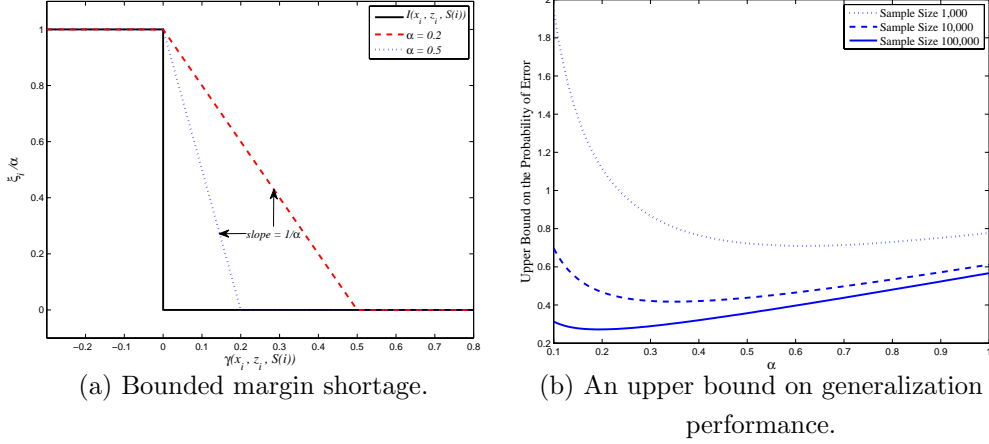 I(x_i, z_i, S(i))
α = 0.2
α = 0.5
1
0.8
0.6
0.4
0.2
0
ξ_i/α
slope = 1/α
−0.2 −0.1 0 0.1 0.2 0.3 0.4 0.5 0.6 0.7 0.8
γ(x_i, z_i, S(i))
(a) Bounded margin shortage.
Sample Size 1,000
Sample Size 10,000
Sample Size 100,000
2
1.8
1.6
1.4
1.2
1
0.8
0.6
0.4
0.2
0
Upper Bound on the Probability of Error
0.1 0.2 0.3 0.4 0.5 0.6 0.7 0.8 0.9 1
α
(b) An upper bound on generalization
performance.